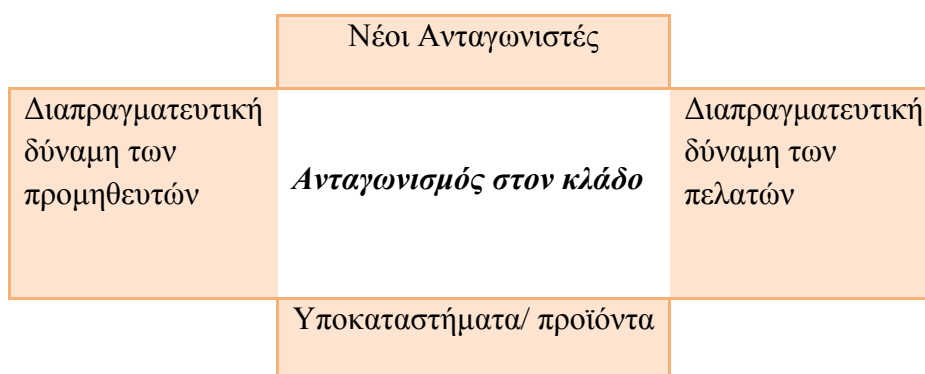 Νέοι Ανταγωνιστές
Διαπραγματευτική
δύναμη των
προμηθευτών
Ανταγωνισμός στον κλάδο
Διαπραγματευτική
δύναμη των
πελατών
Υποκαταστήματα/ προϊόντα